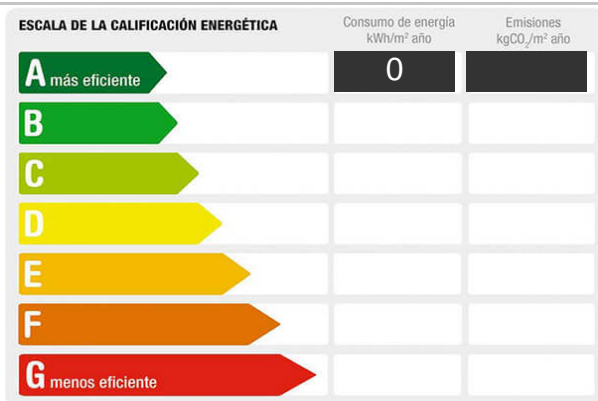 ESCALA DE LA CALIFICACIÓN ENERGÉTICA
Consumo de energía
kWh/m² año
Emisiones
kgCO₂/m² año
A más eficiente
0
B
C
D
E
F
G menos eficiente